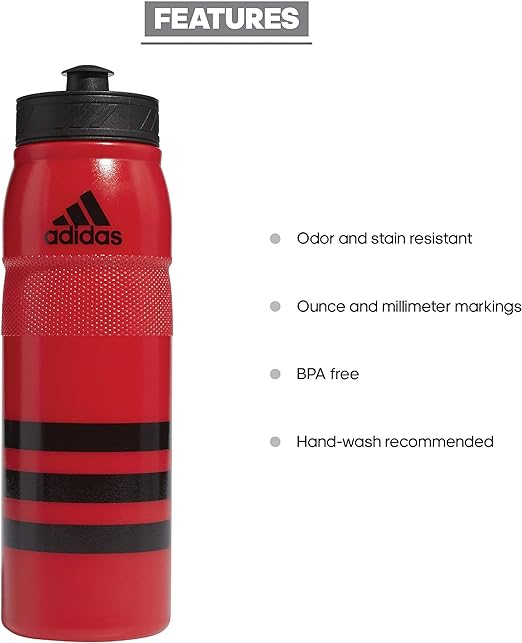 FEATURES
adidas
Odor and stain resistant
Ounce and millimeter markings
BPA free
Hand-wash recommended